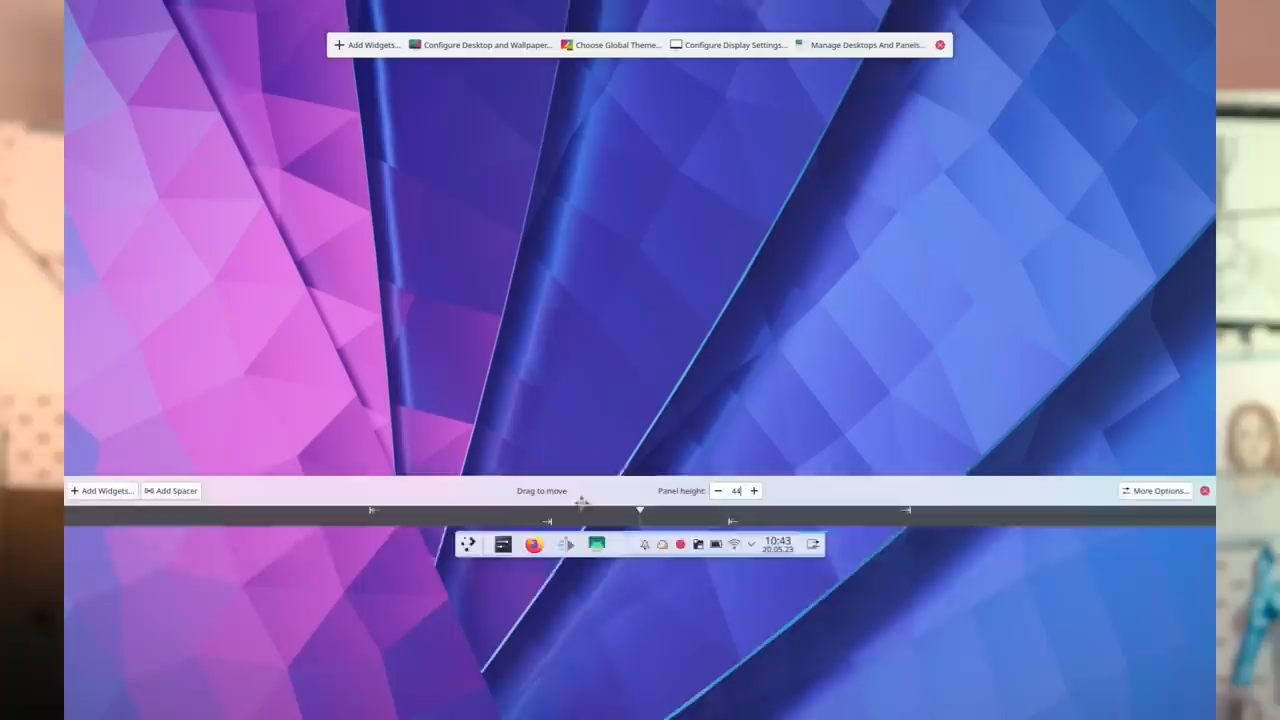 Add Widgets... Configure Desktop and Wallpaper... Choose Global Theme... Configure Display Settings... Manage Desktops And Panels...
Add Widgets... Add Spacer Drag to move Panel height: 44 More Options...
10:43
20.05.23